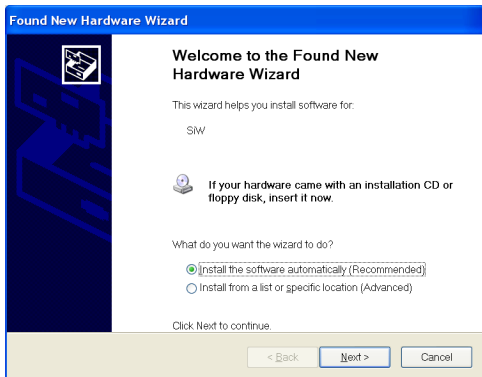 Found New Hardware Wizard
Welcome to the Found New
Hardware Wizard
This wizard helps you install software for:
SiW
If your hardware came with an installation CD or
floppy disk, insert it now.
What do you want the wizard to do?
Install the software automatically (Recommended)
Install from a list or specific location (Advanced)
Click Next to continue.
< Back Next > Cancel